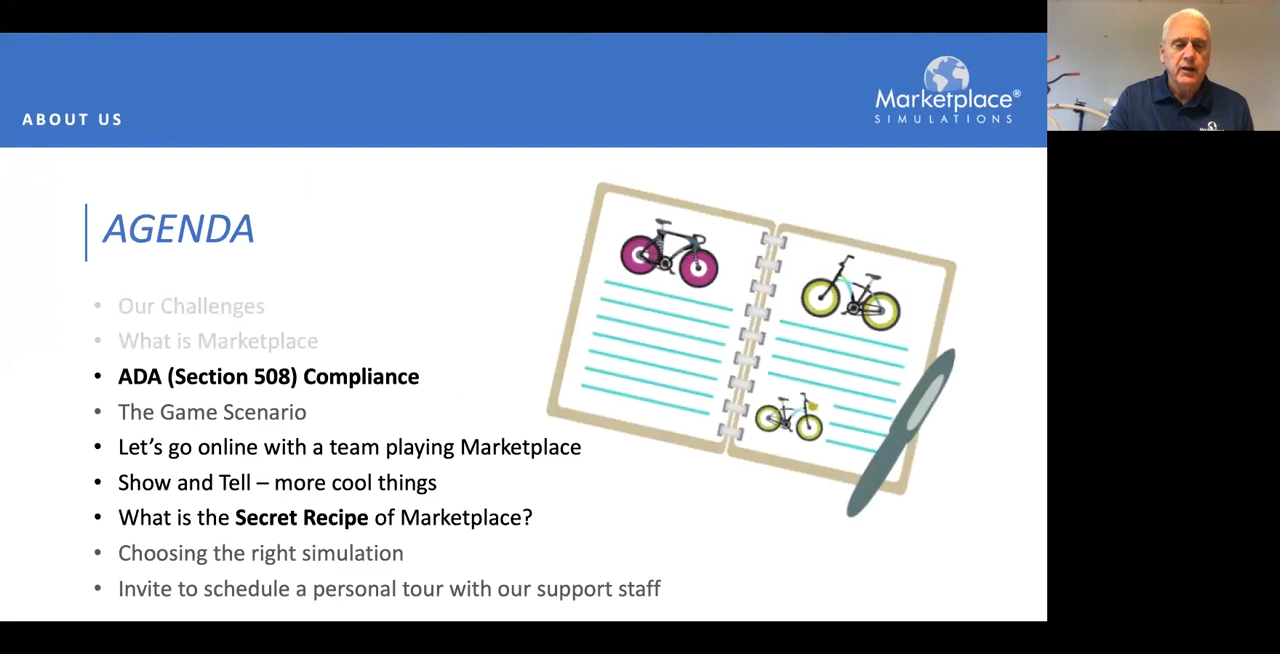 ABOUT US
Marketplace®
SIMULATIONS
AGENDA
• Our Challenges
• What is Marketplace
• ADA (Section 508) Compliance
• The Game Scenario
• Let’s go online with a team playing Marketplace
• Show and Tell – more cool things
• What is the Secret Recipe of Marketplace?
• Choosing the right simulation
• Invite to schedule a personal tour with our support staff